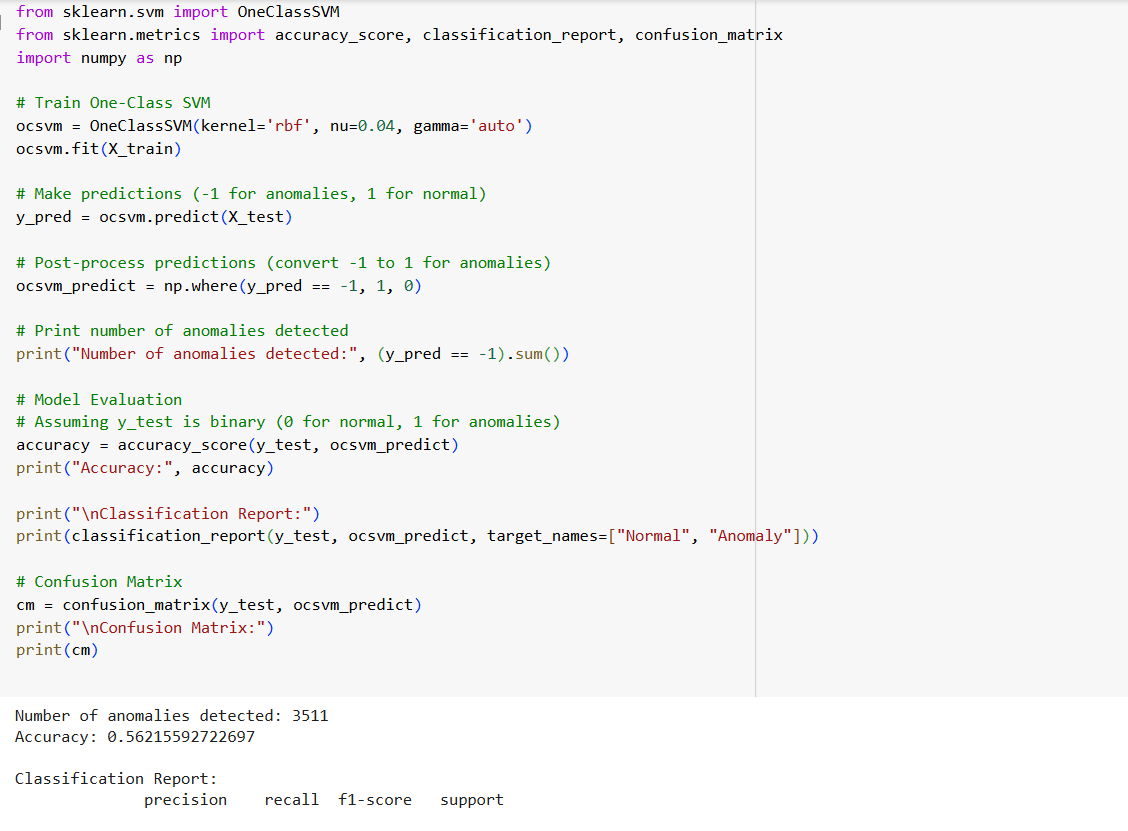 from sklearn.svm import OneClassSVM
from sklearn.metrics import accuracy_score, classification_report, confusion_matrix
import numpy as np
# Train One-Class SVM
ocsvm = OneClassSVM(kernel='rbf', nu=0.04, gamma='auto')
ocsvm.fit(X_train)
# Make predictions (-1 for anomalies, 1 for normal)
y_pred = ocsvm.predict(X_test)
# Post-process predictions (convert -1 to 1 for anomalies)
ocsvm_predict = np.where(y_pred == -1, 1, 0)
# Print number of anomalies detected
print("Number of anomalies detected:", (y_pred == -1).sum())
# Model Evaluation
# Assuming y_test is binary (0 for normal, 1 for anomalies)
accuracy = accuracy_score(y_test, ocsvm_predict)
print("Accuracy:", accuracy)
print("\nClassification Report:")
print(classification_report(y_test, ocsvm_predict, target_names=["Normal", "Anomaly"]))
# Confusion Matrix
cm = confusion_matrix(y_test, ocsvm_predict)
print("\nConfusion Matrix:")
print(cm)
Number of anomalies detected: 3511
Accuracy: 0.56215592722697
Classification Report:
precision recall f1-score support